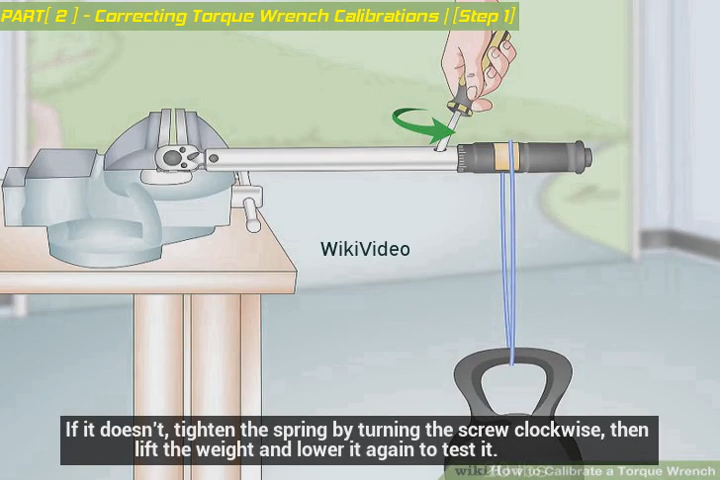 PART[ 2 ] - Correcting Torque Wrench Calibrations | [Step 1]
WikiVideo
If it doesn't, tighten the spring by turning the screw clockwise, then
lift the weight and lower it again to test it.
How to Calibrate a Torque Wrench